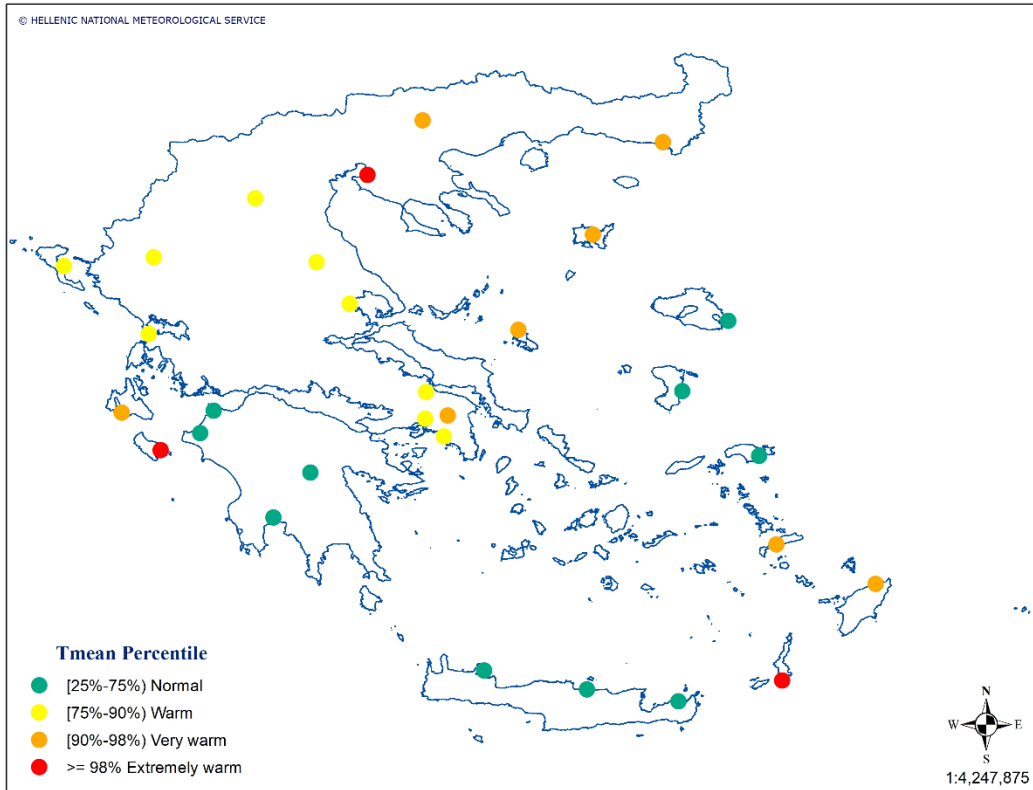 © HELLENIC NATIONAL METEOROLOGICAL SERVICE
Tmean Percentile
[25%-75%) Normal
[75%-90%) Warm
[90%-98%) Very warm
>= 98% Extremely warm
N
W E
S
1:4,247,875